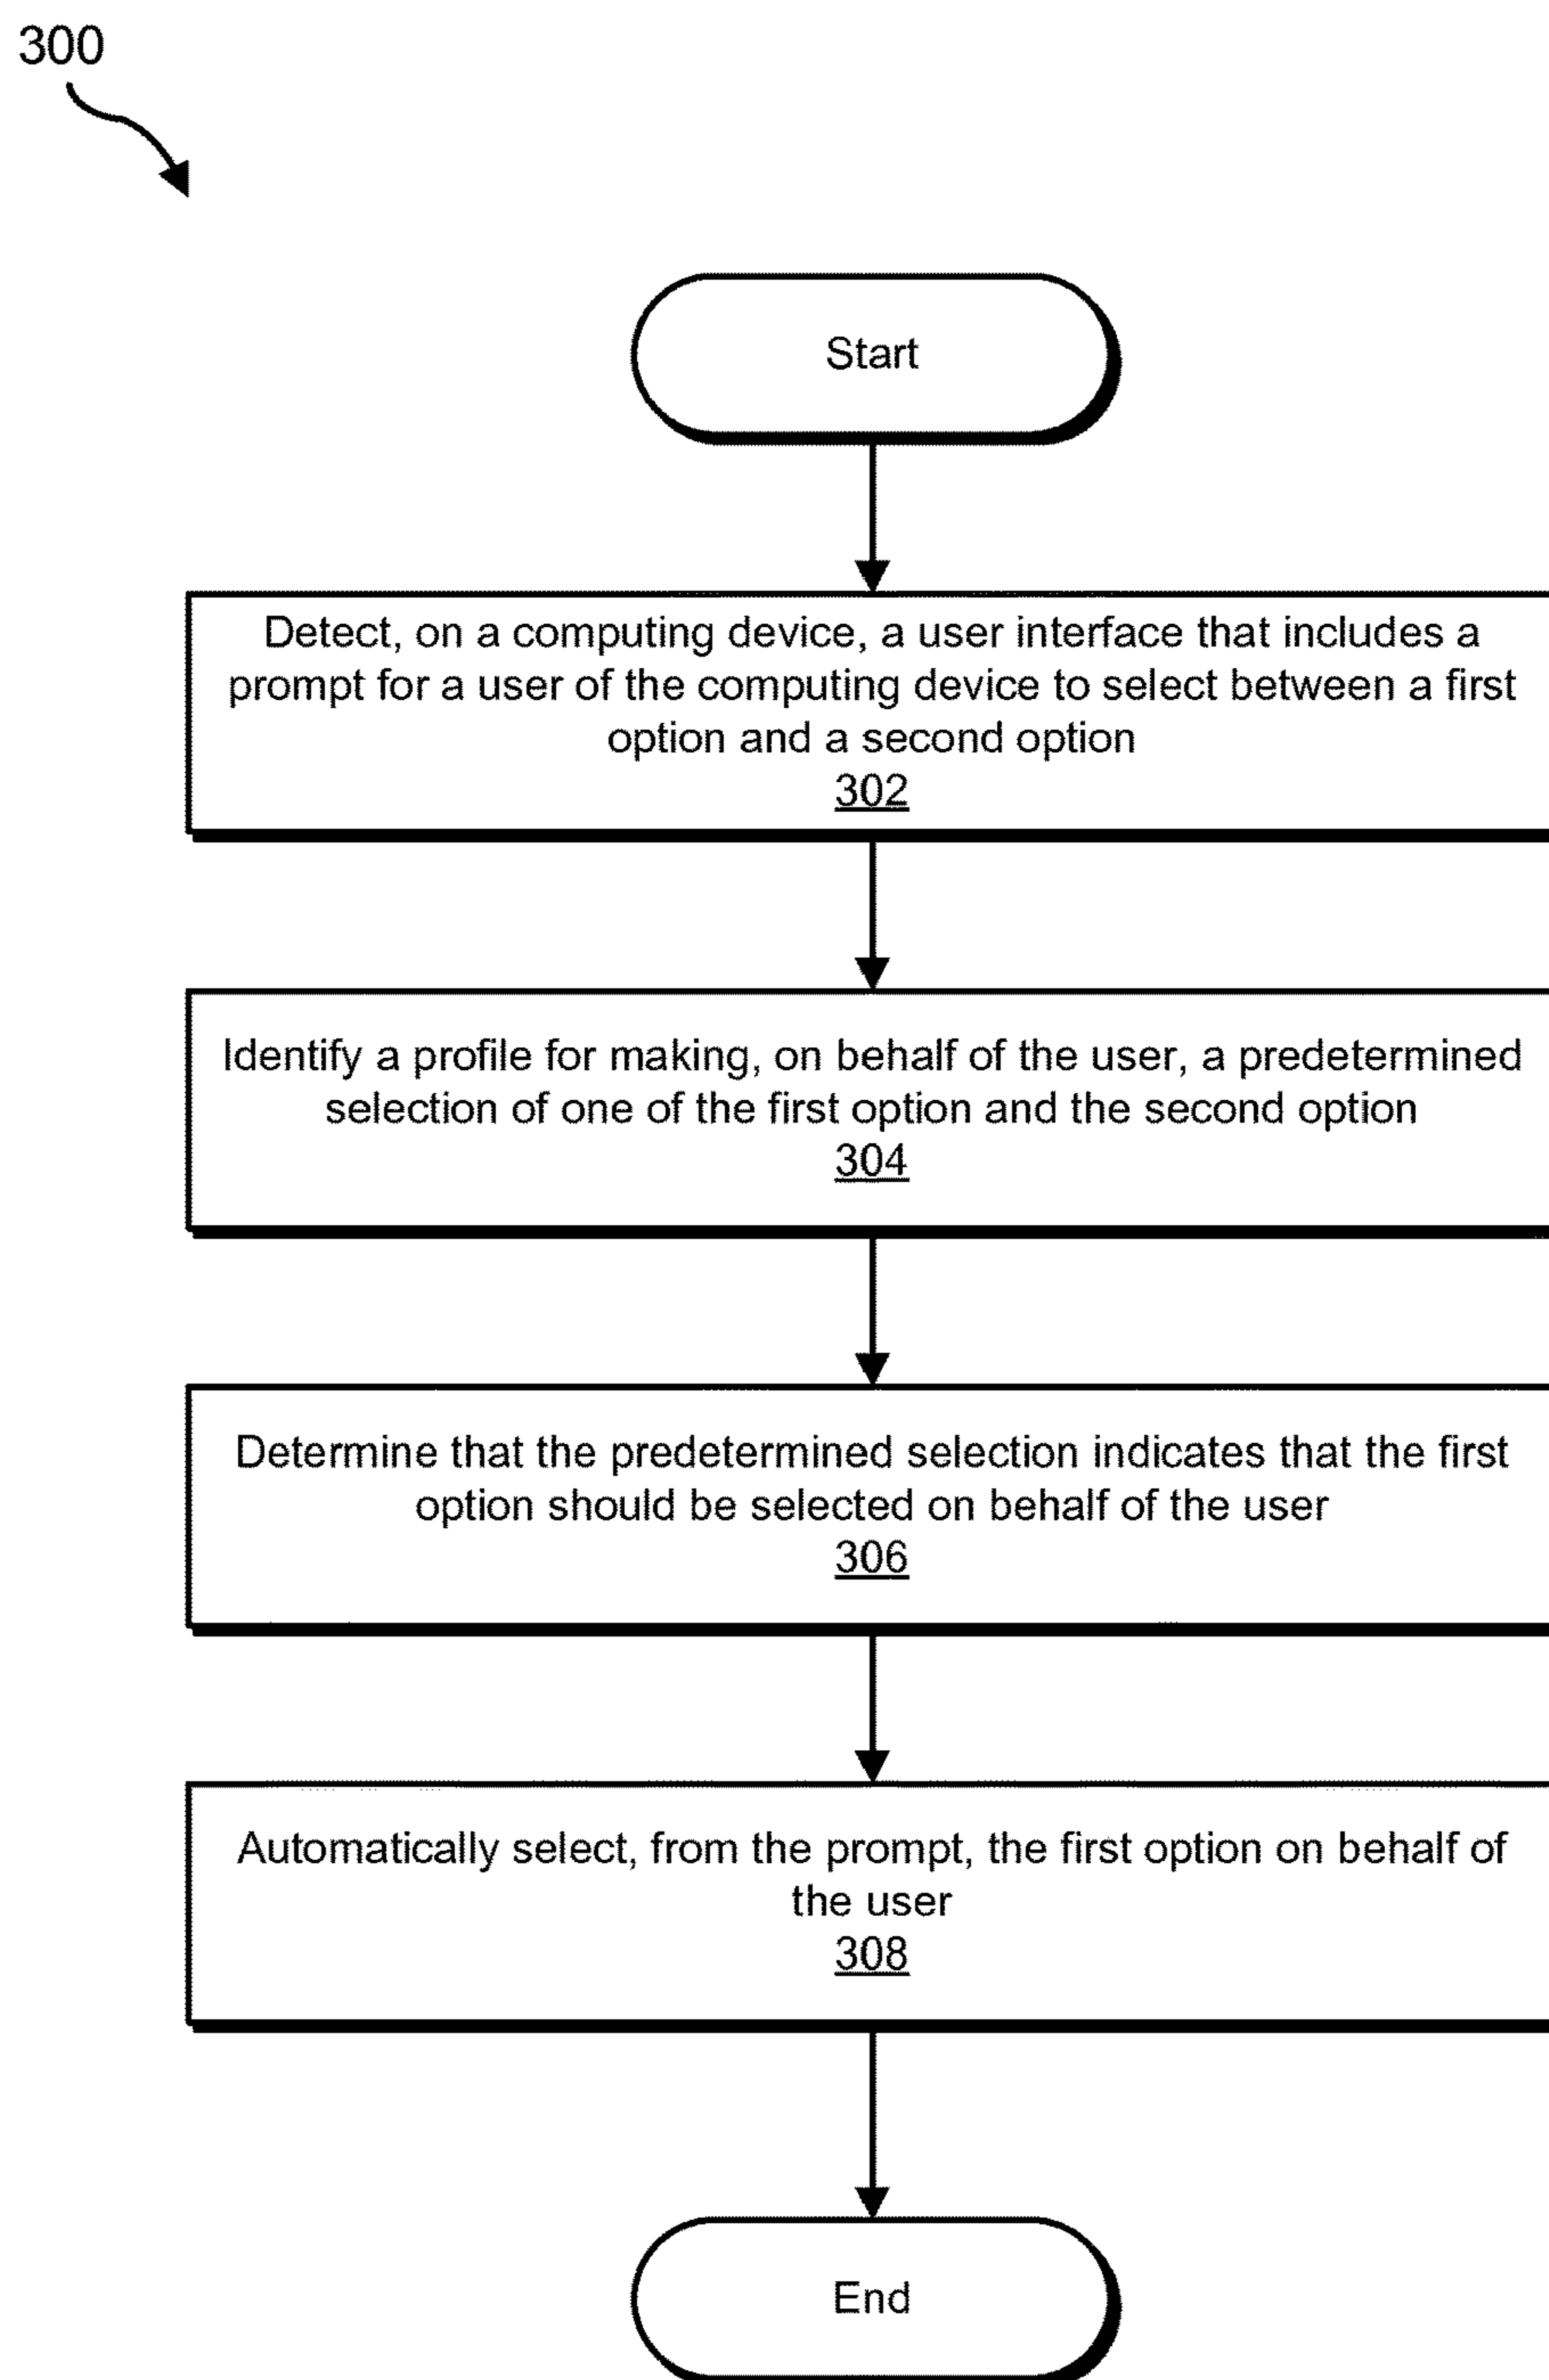 300
Start
Detect, on a computing device, a user interface that includes a
prompt for a user of the computing device to select between a first
option and a second option
302
Identify a profile for making, on behalf of the user, a predetermined
selection of one of the first option and the second option
304
Determine that the predetermined selection indicates that the first
option should be selected on behalf of the user
306
Automatically select, from the prompt, the first option on behalf of
the user
308
End